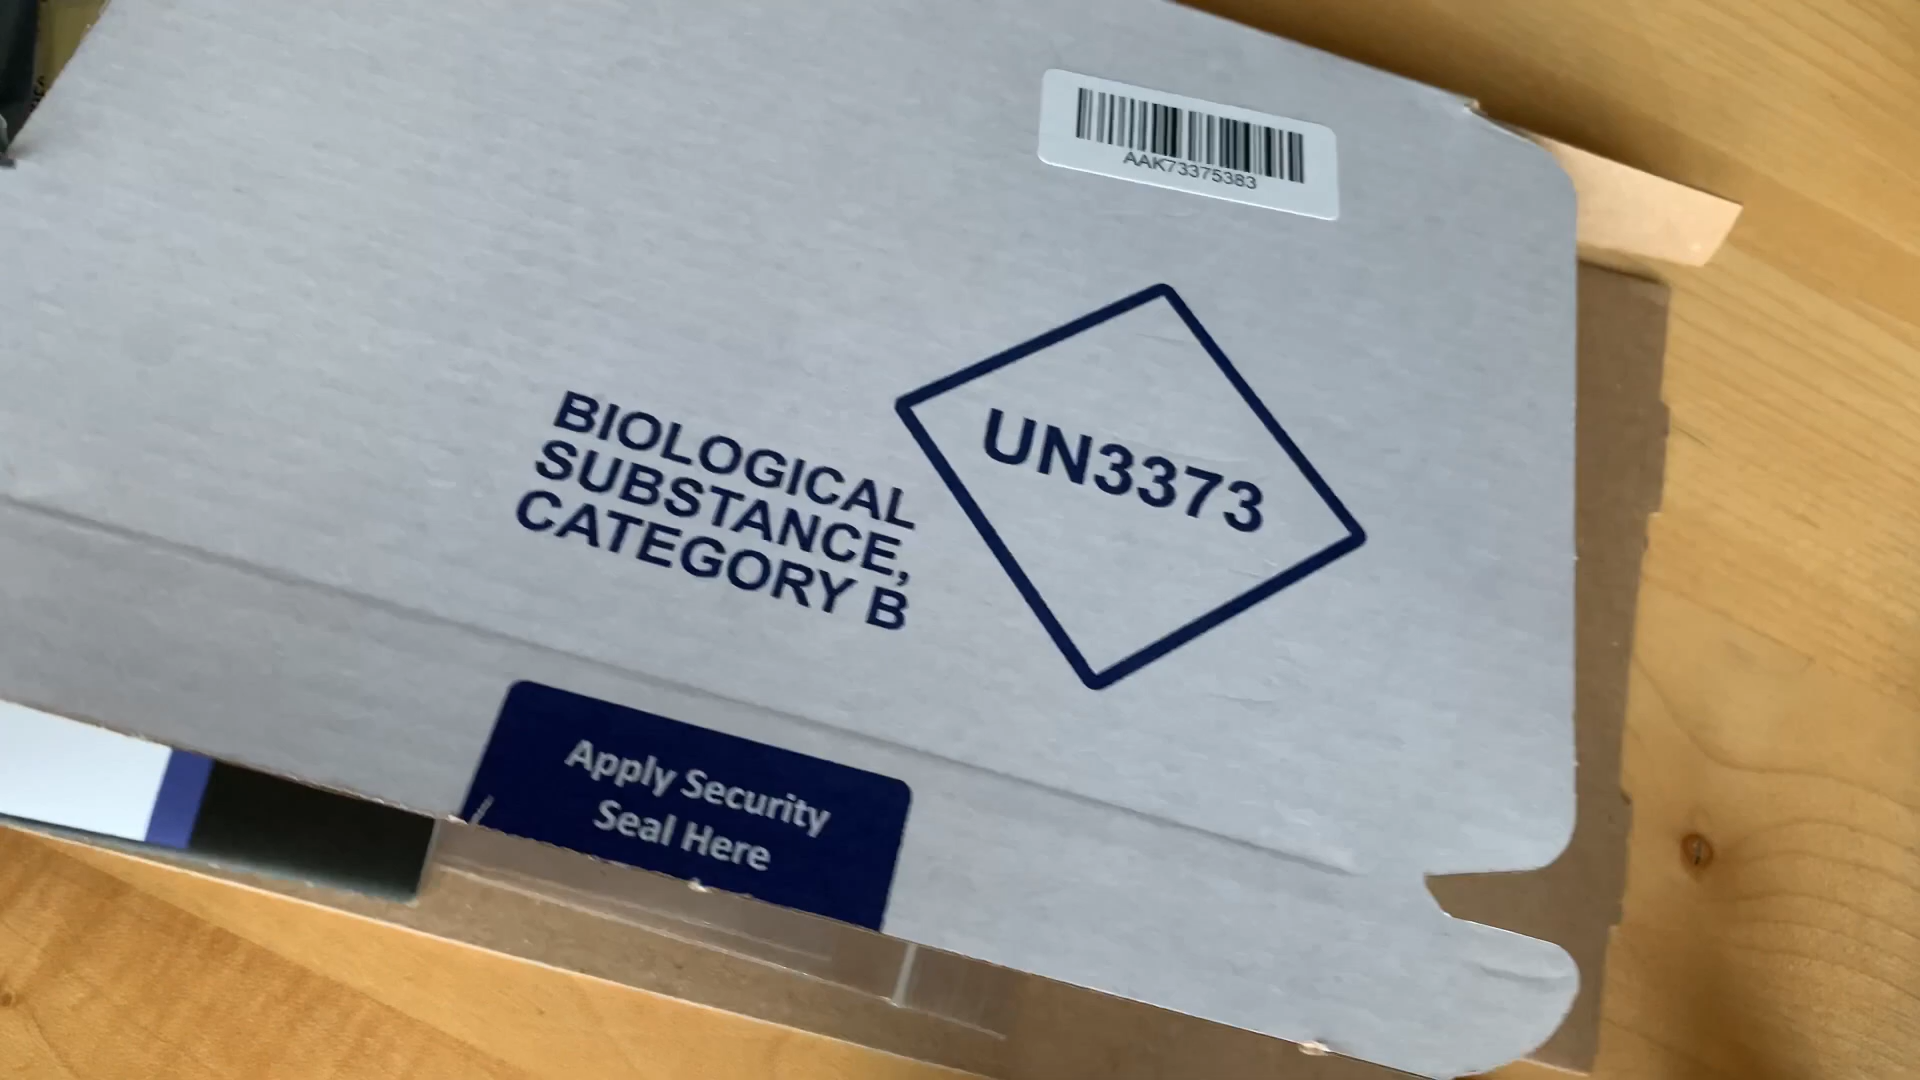 AAK73375383
UN3373
BIOLOGICAL
SUBSTANCE,
CATEGORY B
Apply Security
Seal Here